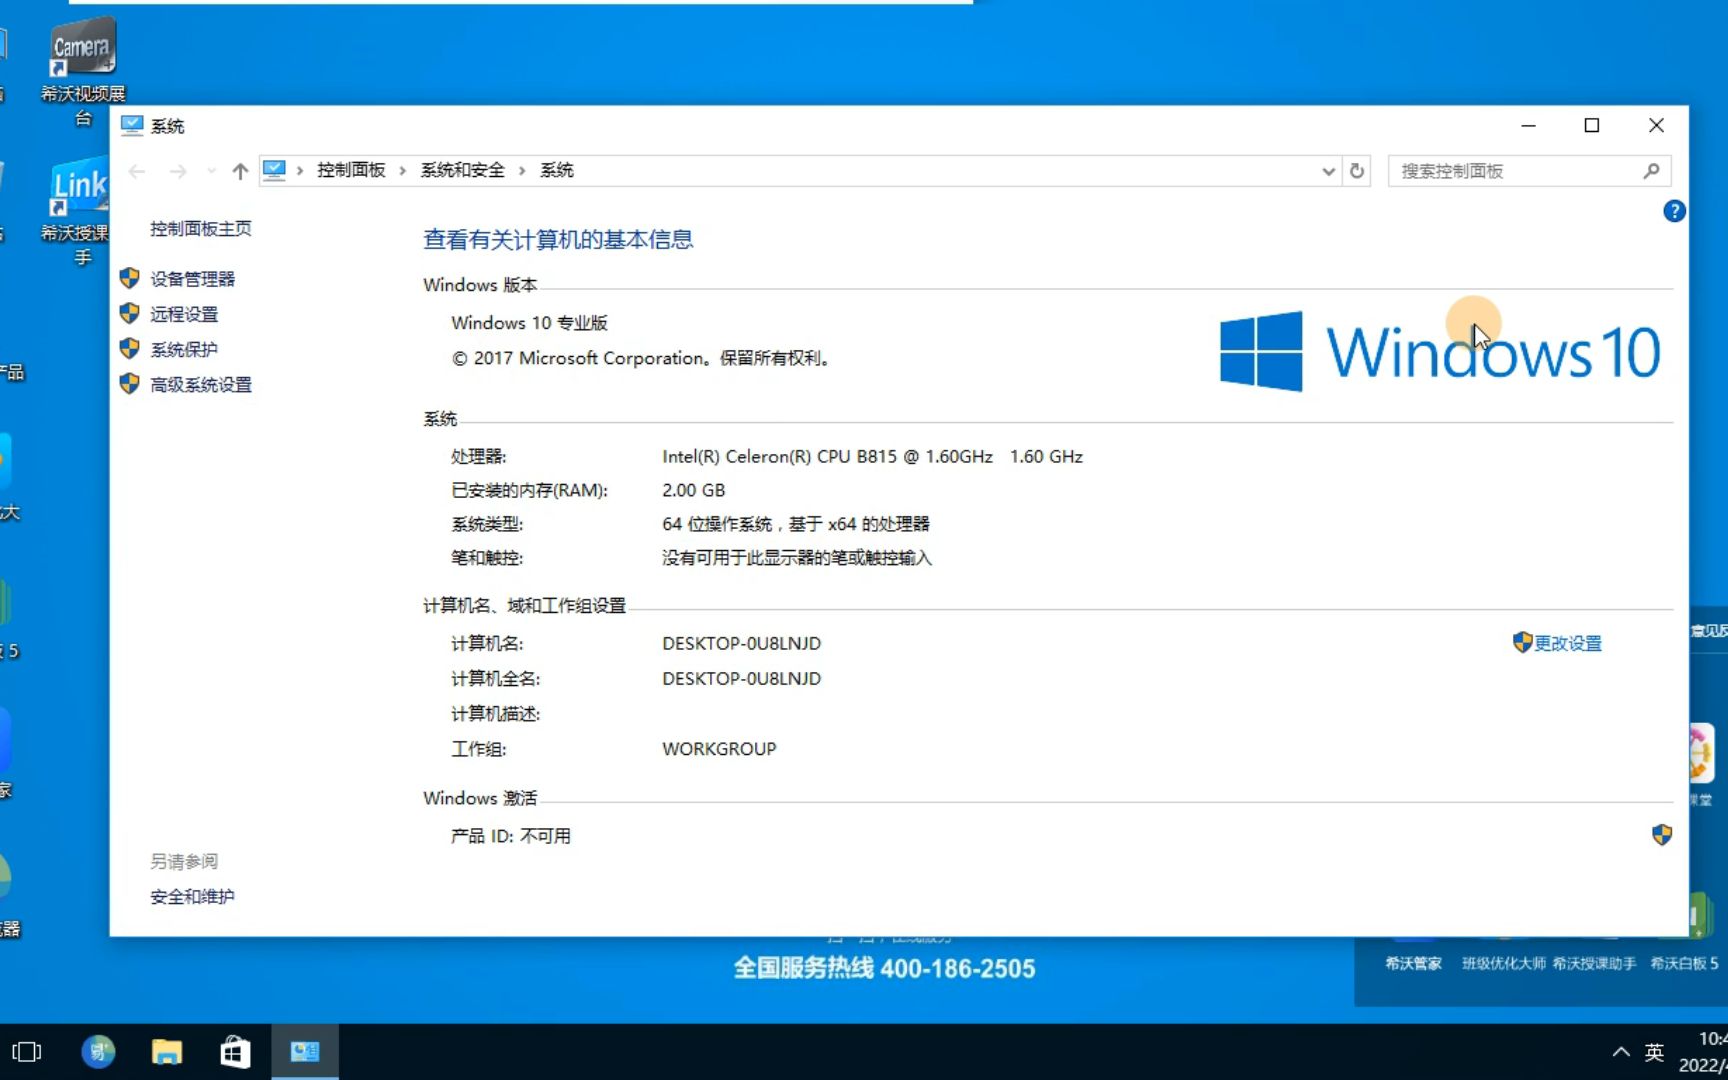 Camera
希沃视频展
台
Link
希沃授课
手
产品
大
5
家
器
系统
控制面板 › 系统和安全 › 系统
搜索控制面板
控制面板主页
设备管理器
远程设置
系统保护
高级系统设置
另请参阅
安全和维护
查看有关计算机的基本信息
Windows 版本
Windows 10 专业版
© 2017 Microsoft Corporation。保留所有权利。
Windows 10
系统
处理器: Intel(R) Celeron(R) CPU B815 @ 1.60GHz 1.60 GHz
已安装的内存(RAM): 2.00 GB
系统类型: 64 位操作系统，基于 x64 的处理器
笔和触控: 没有可用于此显示器的笔或触控输入
计算机名、域和工作组设置
计算机名: DESKTOP-0U8LNJD
更改设置
计算机全名: DESKTOP-0U8LNJD
计算机描述:
工作组: WORKGROUP
Windows 激活
产品 ID: 不可用
意见反
课堂
全国服务热线 400-186-2505
希沃管家
班级优化大师
希沃授课助手
希沃白板 5
英
10:4
2022/